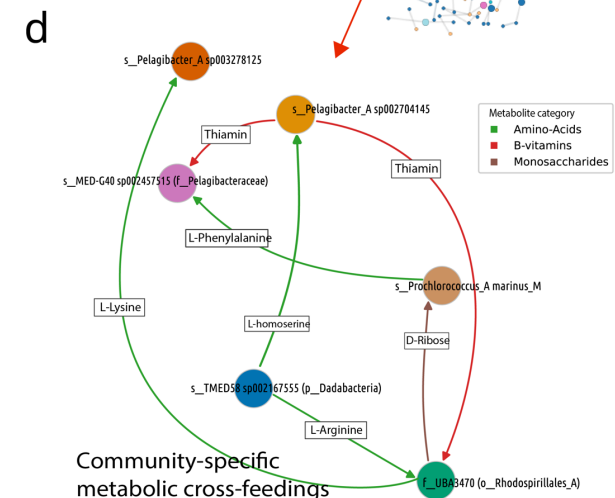 d
s__Pelagibacter_A sp003278125
s__Pelagibacter_A sp002704145
Metabolite category
Amino-Acids
B-vitamins
Monosaccharides
Thiamin
Thiamin
s__MED-G40 sp002457515 (f__Pelagibacteraceae)
L-Phenylalanine
s__Prochlorococcus_A marinus_M
L-Lysine
L-homoserine
D-Ribose
s__TMED58 sp002167555 (p__Dadabacteria)
L-Arginine
Community-specific
metabolic cross-feedings
f__UBA3470 (o__Rhodospirillales_A)